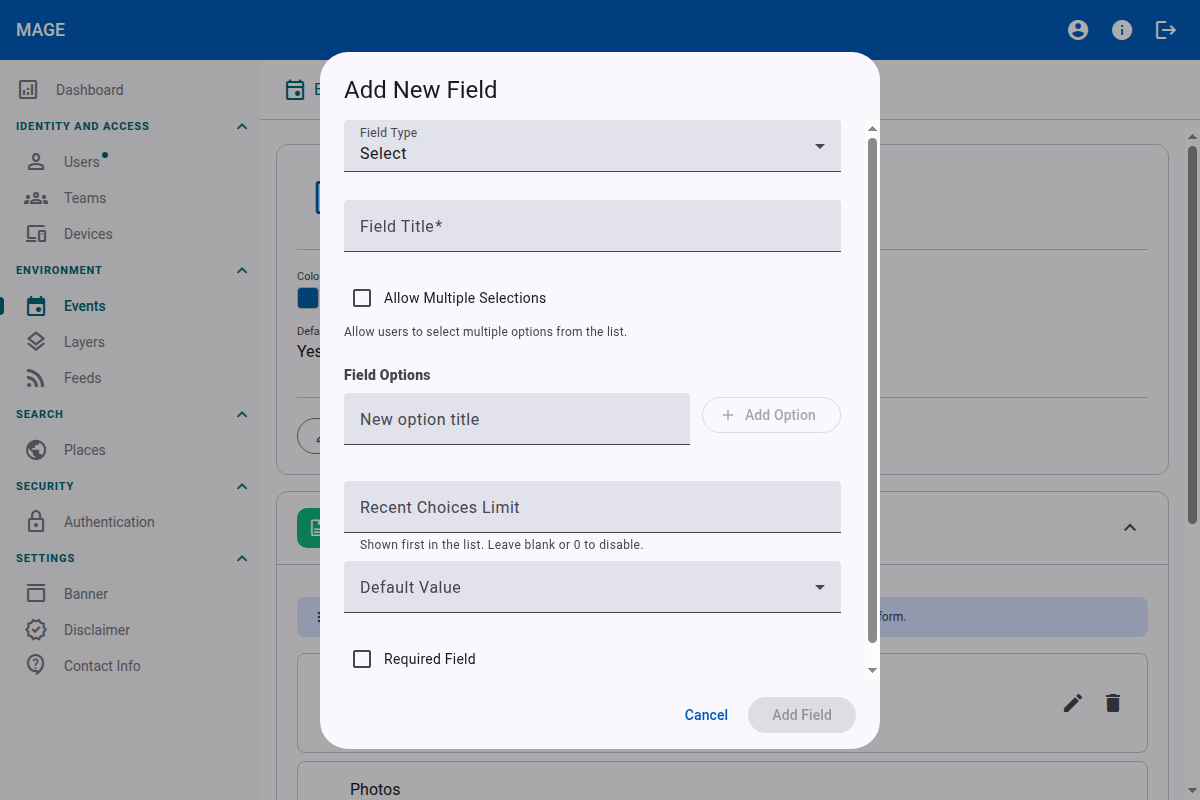 MAGE
Dashboard
IDENTITY AND ACCESS
Users
Teams
Devices
ENVIRONMENT
Events
Layers
Feeds
SEARCH
Places
SECURITY
Authentication
SETTINGS
Banner
Disclaimer
Contact Info
Add New Field
Field Type
Select
Field Title*
Allow Multiple Selections
Allow users to select multiple options from the list.
Field Options
New option title
Add Option
Recent Choices Limit
Shown first in the list. Leave blank or 0 to disable.
Default Value
Required Field
Cancel
Add Field
Colo
Defa
Yes
form.
Photos